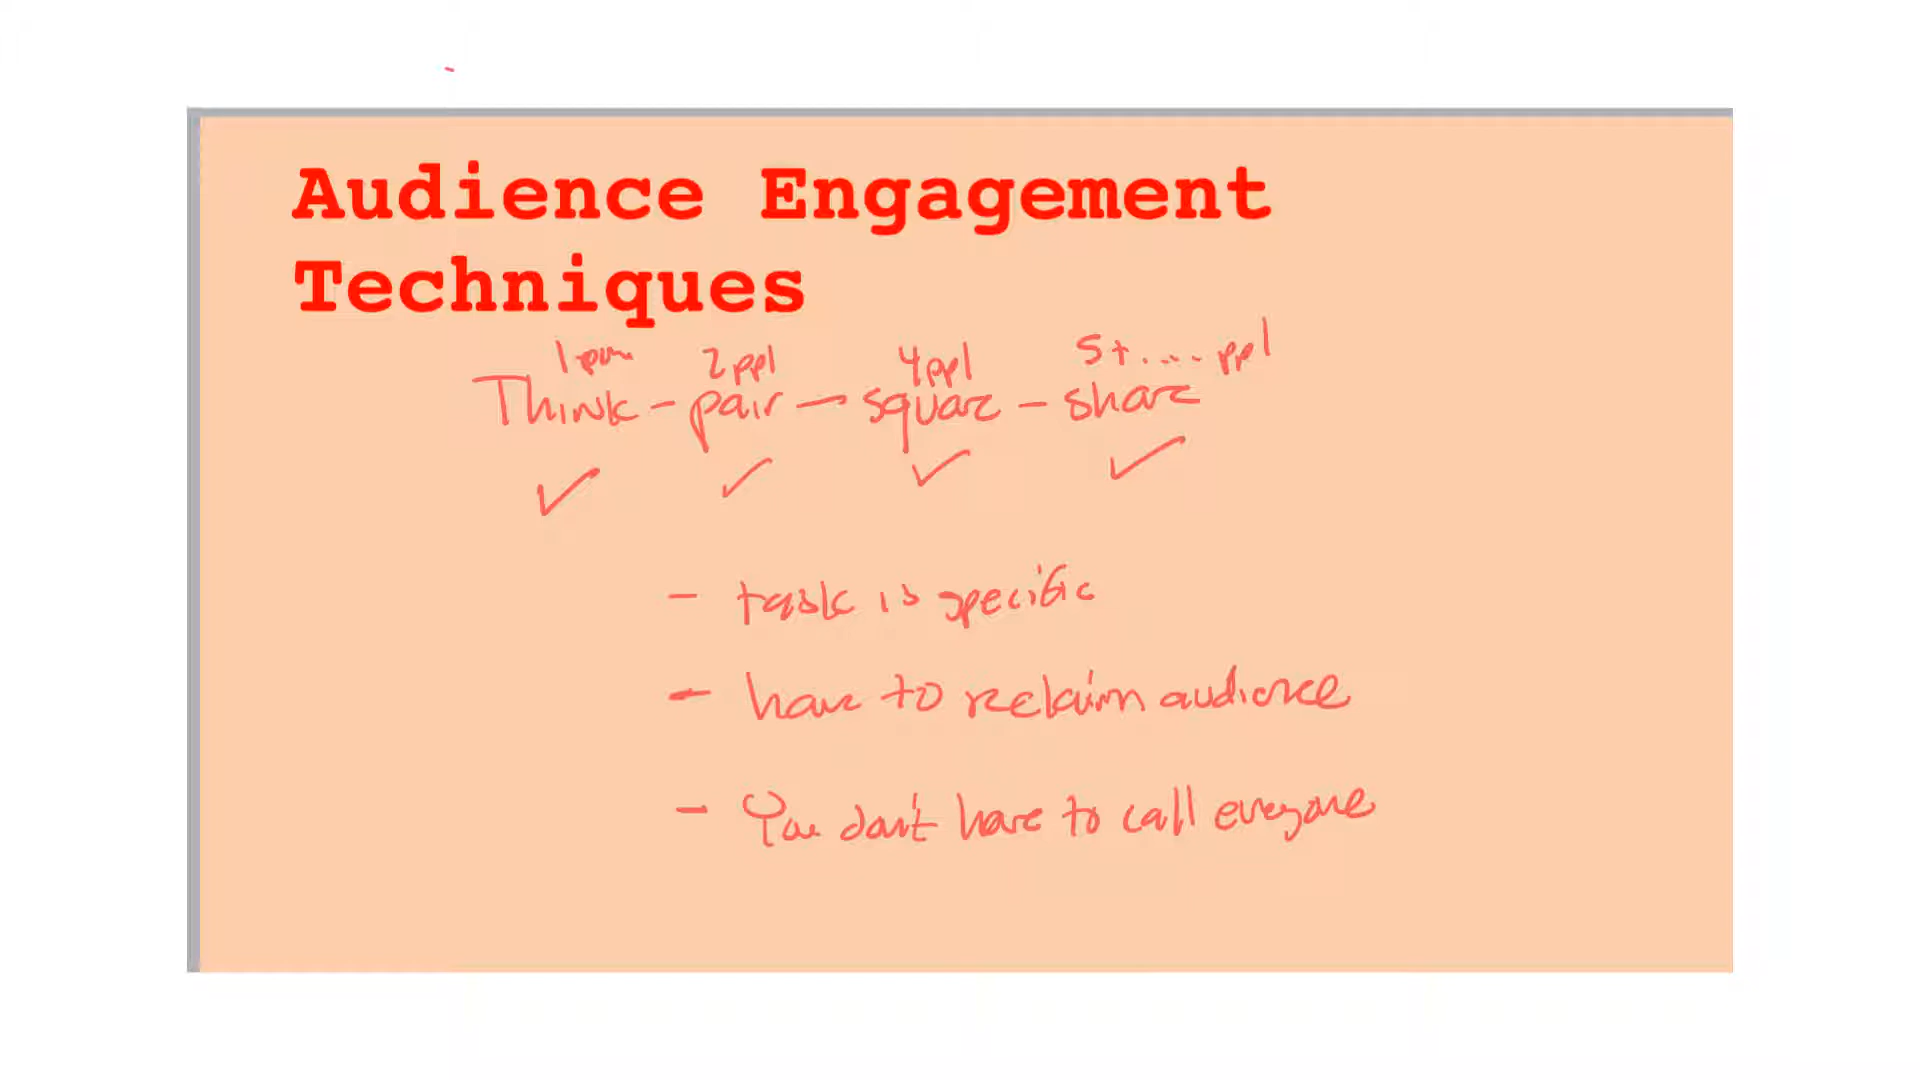 Audience Engagement
Techniques
1 2 ppl 4 ppl 5+.... ppl
Think - pair - square - share
- task is specific
- have to reclaim audience
- You don't have to call everyone